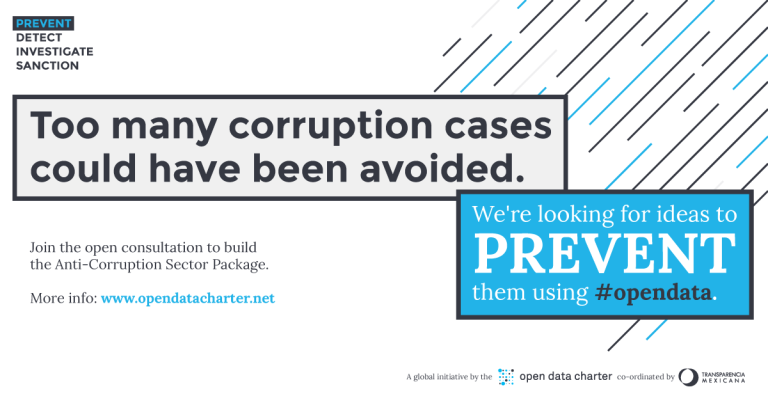 PREVENT
DETECT
INVESTIGATE
SANCTION
Too many corruption cases
could have been avoided.
We're looking for ideas to
PREVENT
them using #opendata.
Join the open consultation to build
the Anti-Corruption Sector Package.
More info: www.opendatacharter.net
A global initiative by the open data charter co-ordinated by TRANSPARENCIA
MEXICANA